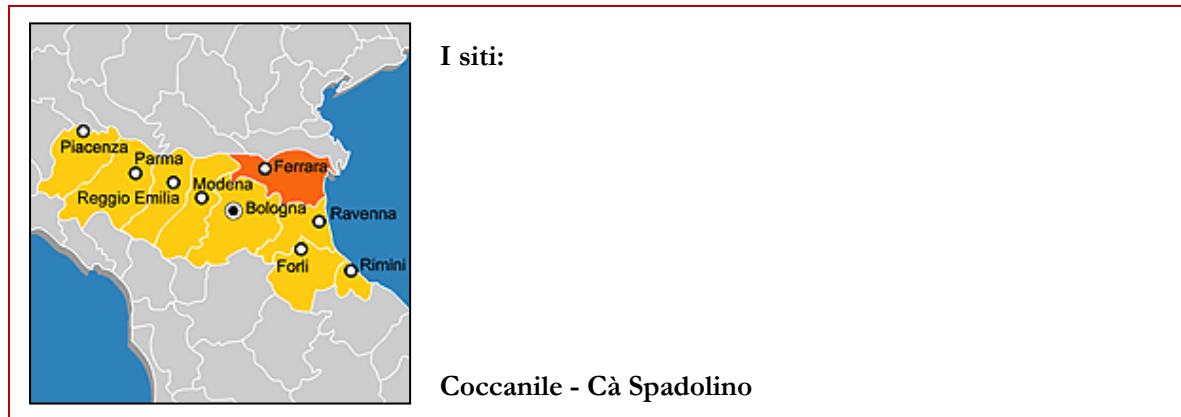 I siti:
Piacenza
Parma
Ferrara
Modena
Reggio Emilia
Bologna
Ravenna
Forlì
Rimini
Coccanile - Cà Spadolino